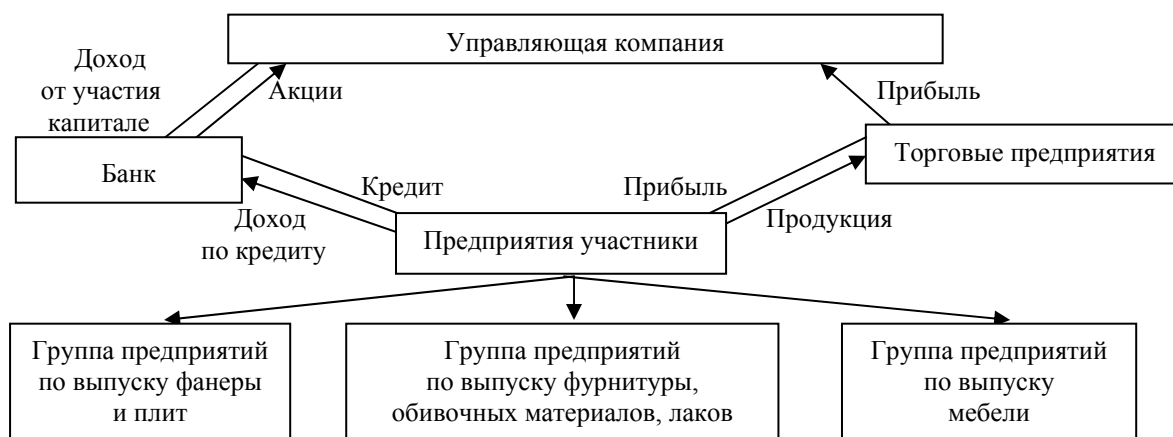 Управляющая компания
Доход
от участия
капитале
Акции
Прибыль
Банк
Торговые предприятия
Кредит
Прибыль
Доход
по кредиту
Продукция
Предприятия участники
Группа предприятий
по выпуску фанеры
и плит
Группа предприятий
по выпуску фурнитуры,
обивочных материалов, лаков
Группа предприятий
по выпуску
мебели